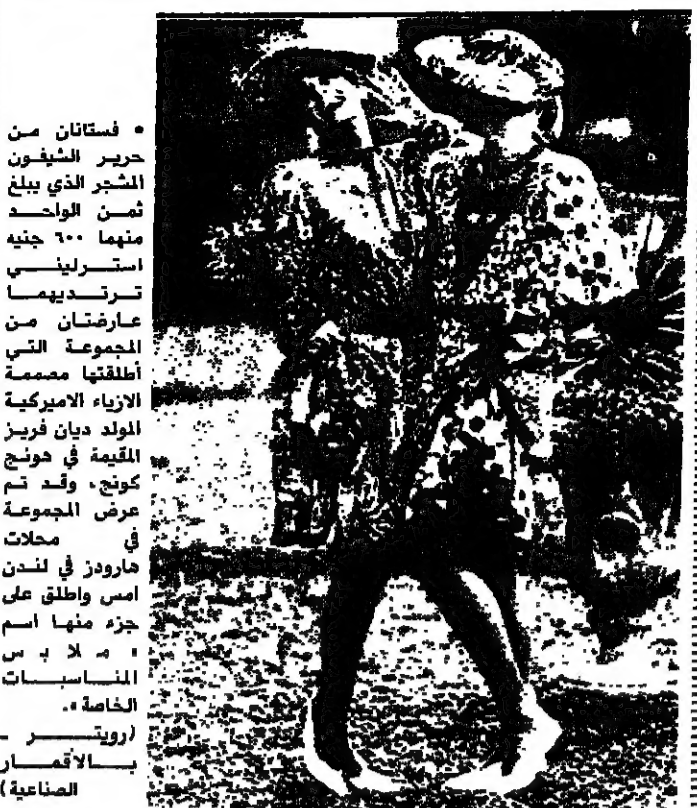 • فستانان من
حرير الشيفون
المشجر الذي يبلغ
ثمن الواحد
منهما ٦٠٠ جنيه
استرليني
ترتديهما
عارضتان من
المجموعة التي
أطلقتها مصممة
الازياء الاميركية
المولد ديان فريز
المقيمة في هونج
كونج. وقد تم
عرض المجموعة
في محلات
هارودز في لندن
امس واطلق على
جزء منها اسم
« ملابس
المناسبات
الخاصة ».
(رويتر -
بالأقمار
الصناعية)